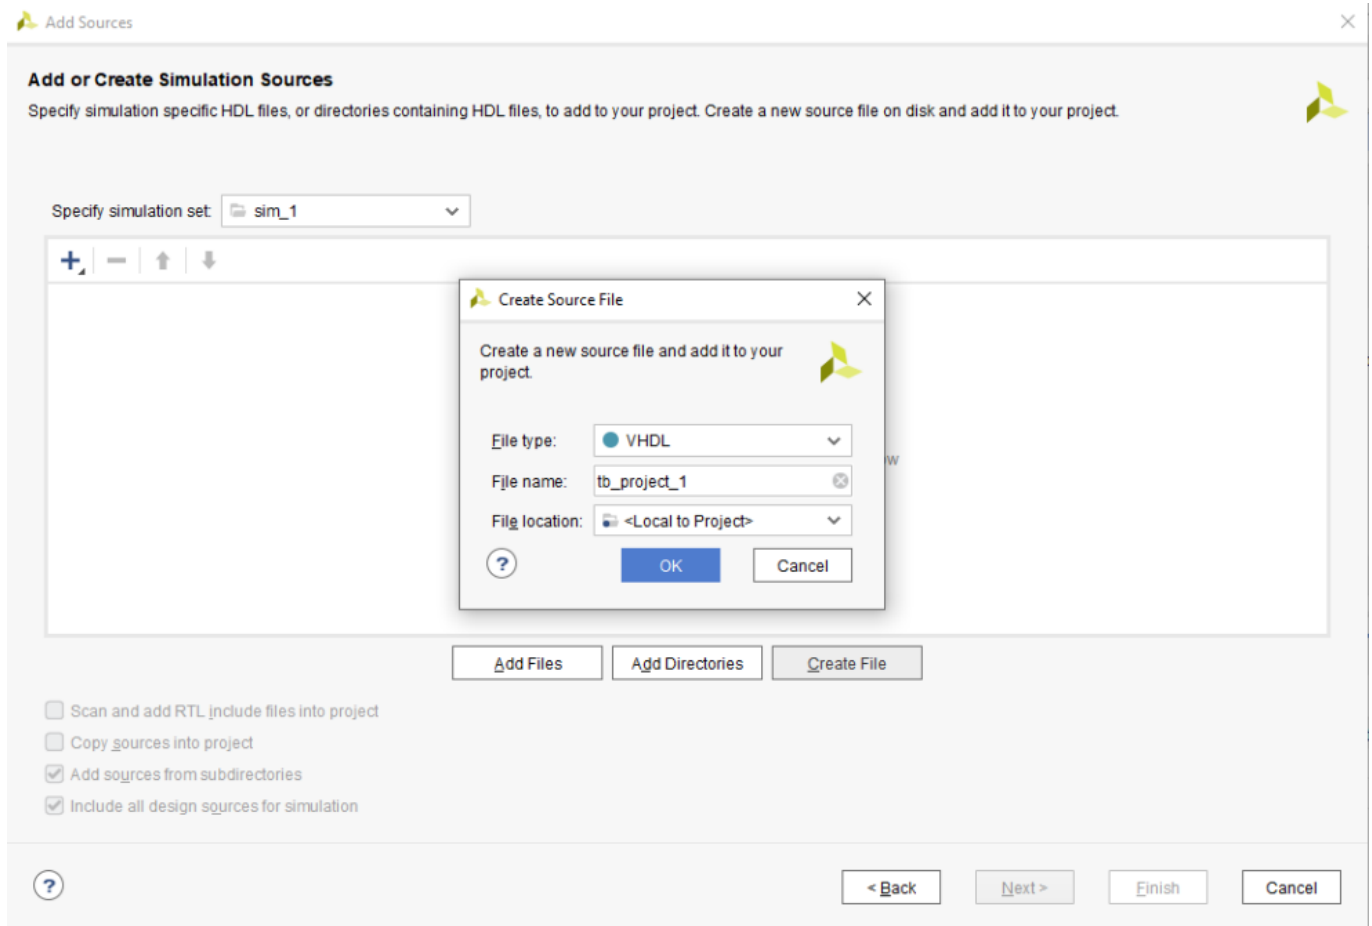 Add Sources
Add or Create Simulation Sources
Specify simulation specific HDL files, or directories containing HDL files, to add to your project. Create a new source file on disk and add it to your project.
Specify simulation set: sim_1
Create Source File
Create a new source file and add it to your
project.
File type: VHDL
File name: tb_project_1
File location: <Local to Project>
? OK Cancel
Add Files Add Directories Create File
Scan and add RTL include files into project
Copy sources into project
Add sources from subdirectories
Include all design sources for simulation
? < Back Next > Finish Cancel